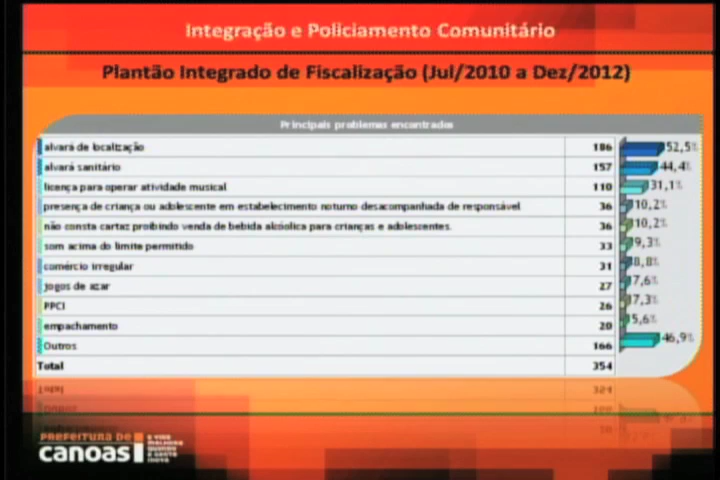 Integração e Policiamento Comunitário
Plantão Integrado de Fiscalização (Jul/2010 a Dez/2012)
Principais problemas encontrados
alvará de localização 186 52,5%
alvará sanitário 157 44,4%
licença para operar atividade musical 110 31,1%
presença de criança ou adolescente em estabelecimento noturno desacompanhada de responsável 36 10,2%
não consta cartaz proibindo venda de bebida alcóolica para crianças e adolescentes. 36 10,2%
som acima do limite permitido 33 9,3%
comércio irregular 31 8,8%
jogos de azar 27 7,6%
PPCI 26 7,3%
empachamento 20 5,6%
Outros 166 46,9%
Total 354
PREFEITURA DE
CANOAS